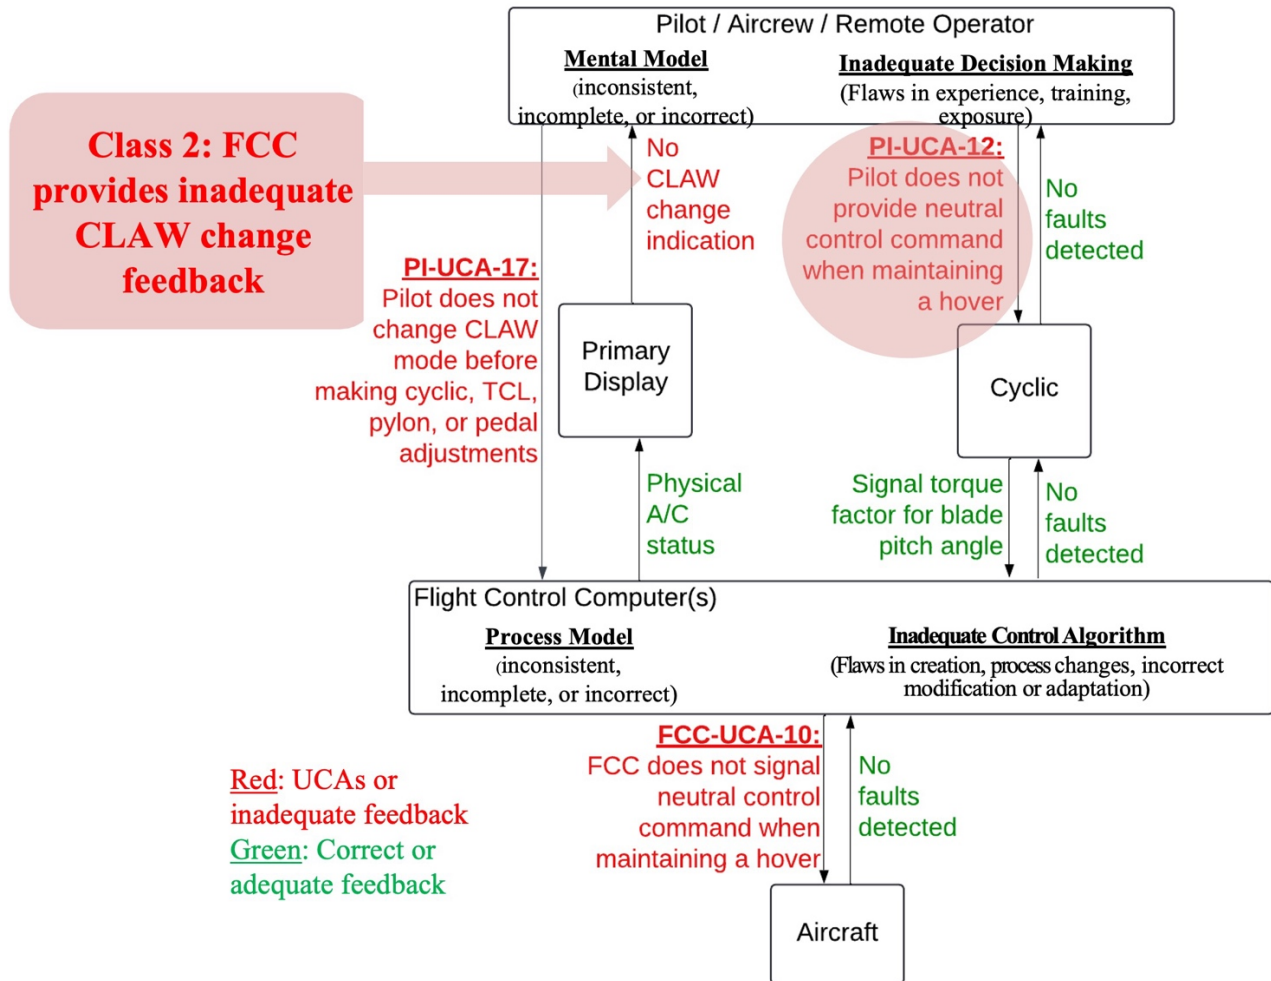 Pilot / Aircrew / Remote Operator
Mental Model
(inconsistent,
incomplete, or incorrect)
Inadequate Decision Making
(Flaws in experience, training,
exposure)
Class 2: FCC
provides inadequate
CLAW change
feedback
No
CLAW
change
indication
PI-UCA-12:
Pilot does not
provide neutral
control command
when maintaining
a hover
No
faults
detected
PI-UCA-17:
Pilot does not
change CLAW
mode before
making cyclic, TCL,
pylon, or pedal
adjustments
Primary
Display
Cyclic
Physical
A/C
status
Signal torque
factor for blade
pitch angle
No
faults
detected
Flight Control Computer(s)
Process Model
(inconsistent,
incomplete, or incorrect)
Inadequate Control Algorithm
(Flaws in creation, process changes, incorrect
modification or adaptation)
FCC-UCA-10:
FCC does not signal
neutral control
command when
maintaining a hover
No
faults
detected
Red: UCAs or
inadequate feedback
Green: Correct or
adequate feedback
Aircraft